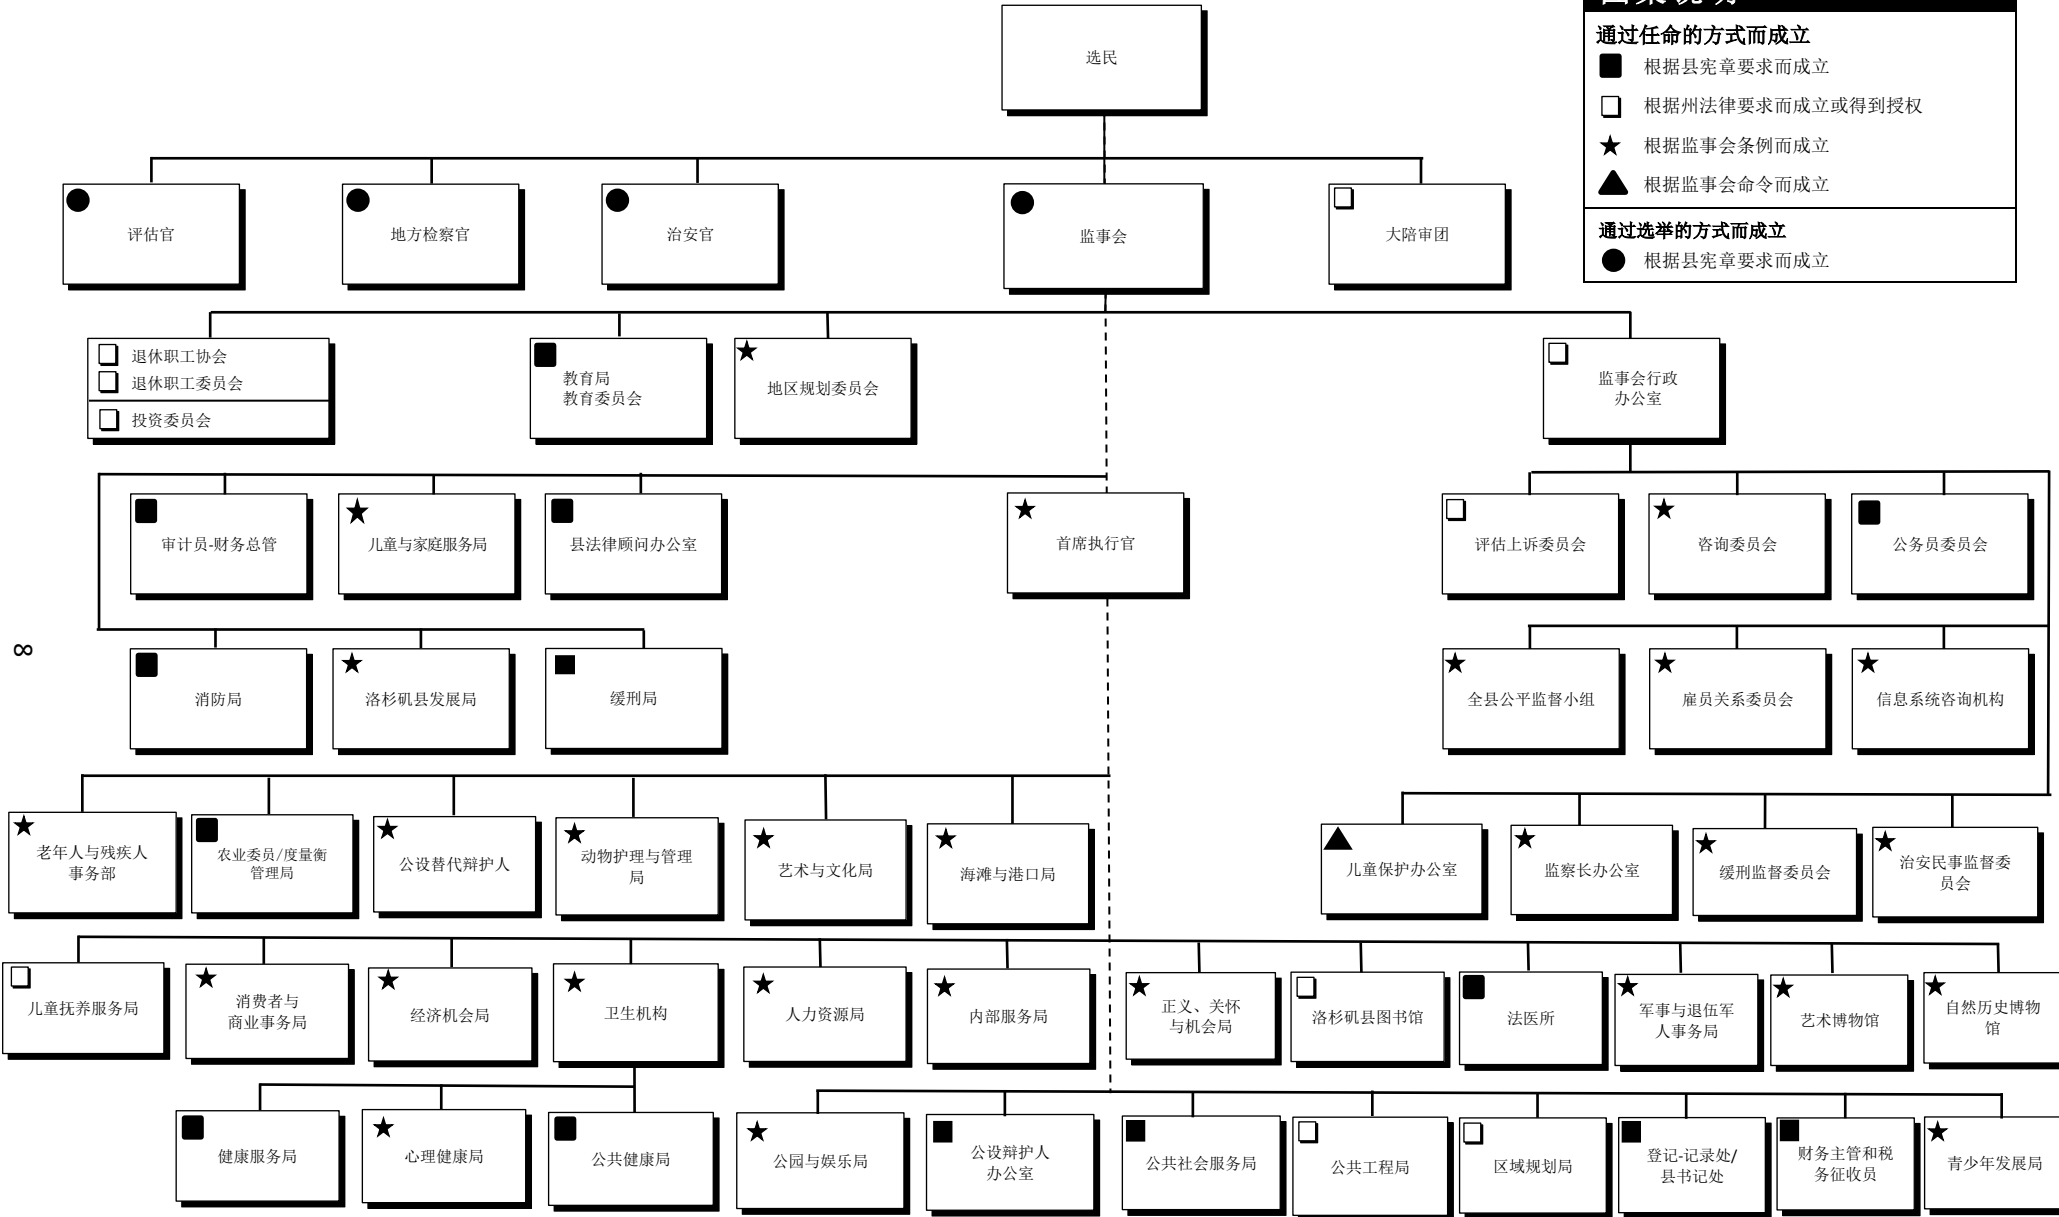 选民
通过任命的方式而成立
根据县宪章要求而成立
根据州法律要求而成立或得到授权
根据监事会条例而成立
根据监事会命令而成立
通过选举的方式而成立
根据县宪章要求而成立
评估官
地方检察官
治安官
监事会
大陪审团
退休职工协会
退休职工委员会
投资委员会
教育局
教育委员会
地区规划委员会
监事会行政
办公室
审计员-财务总管
儿童与家庭服务局
县法律顾问办公室
首席执行官
评估上诉委员会
咨询委员会
公务员委员会
8
消防局
洛杉矶县发展局
缓刑局
全县公平监督小组
雇员关系委员会
信息系统咨询机构
老年人与残疾人
事务部
农业委员/度量衡
管理局
公设替代辩护人
动物护理与管理
局
艺术与文化局
海滩与港口局
儿童保护办公室
监察长办公室
缓刑监督委员会
治安民事监督委
员会
儿童抚养服务局
消费者与
商业事务局
经济机会局
卫生机构
人力资源局
内部服务局
正义、关怀
与机会局
洛杉矶县图书馆
法医所
军事与退伍军
人事务局
艺术博物馆
自然历史博物
馆
健康服务局
心理健康局
公共健康局
公园与娱乐局
公设辩护人
办公室
公共社会服务局
公共工程局
区域规划局
登记-记录处/
县书记处
财务主管和税
务征收员
青少年发展局